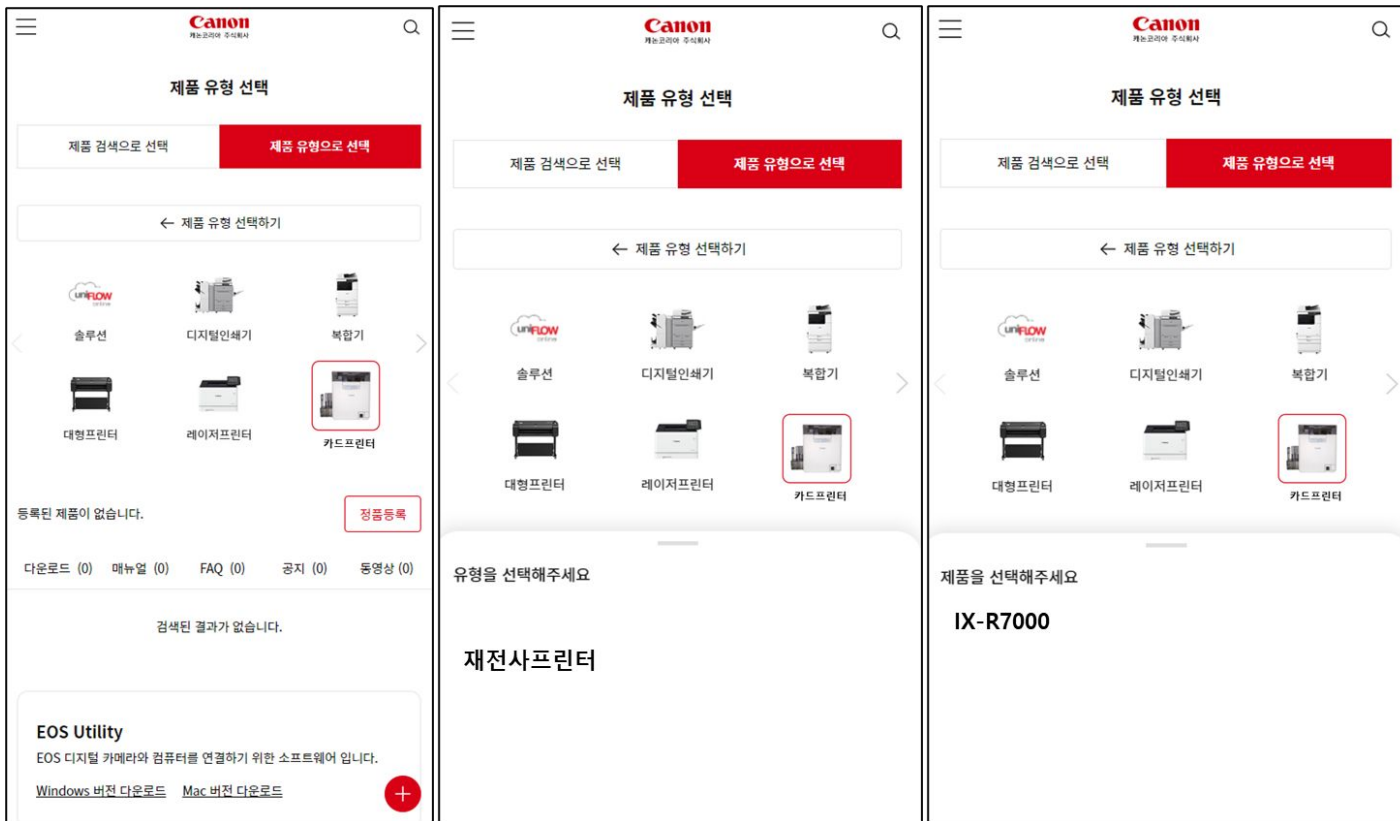 Canon
캐논코리아 주식회사
제품 유형 선택
제품 검색으로 선택 제품 유형으로 선택
← 제품 유형 선택하기
uniFLOW
online
솔루션 디지털인쇄기 복합기
대형프린터 레이저프린터 카드프린터
등록된 제품이 없습니다. 정품등록
다운로드 (0) 매뉴얼 (0) FAQ (0) 공지 (0) 동영상 (0)
검색된 결과가 없습니다.
EOS Utility
EOS 디지털 카메라와 컴퓨터를 연결하기 위한 소프트웨어 입니다.
Windows 버전 다운로드 Mac 버전 다운로드
Canon
캐논코리아 주식회사
제품 유형 선택
제품 검색으로 선택 제품 유형으로 선택
← 제품 유형 선택하기
uniFLOW
online
솔루션 디지털인쇄기 복합기
대형프린터 레이저프린터 카드프린터
유형을 선택해주세요
재전사프린터
Canon
캐논코리아 주식회사
제품 유형 선택
제품 검색으로 선택 제품 유형으로 선택
← 제품 유형 선택하기
uniFLOW
online
솔루션 디지털인쇄기 복합기
대형프린터 레이저프린터 카드프린터
제품을 선택해주세요
IX-R7000